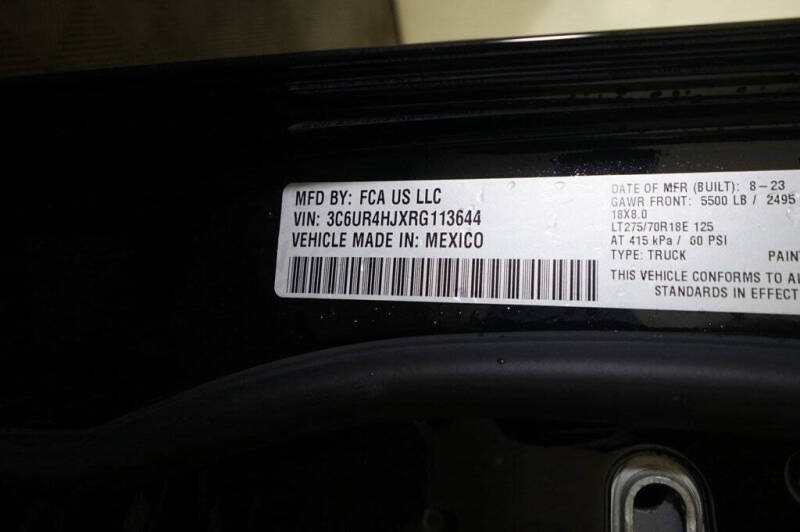 MFD BY: FCA US LLC
VIN: 3C6UR4HJXRG113644
VEHICLE MADE IN: MEXICO
DATE OF MFR (BUILT): 8-23
GAWR FRONT: 5500 LB / 2495
18X8.0
LT275/70R18E 125
AT 415 kPa / 60 PSI
TYPE: TRUCK PAIN
THIS VEHICLE CONFORMS TO AL
STANDARDS IN EFFECT